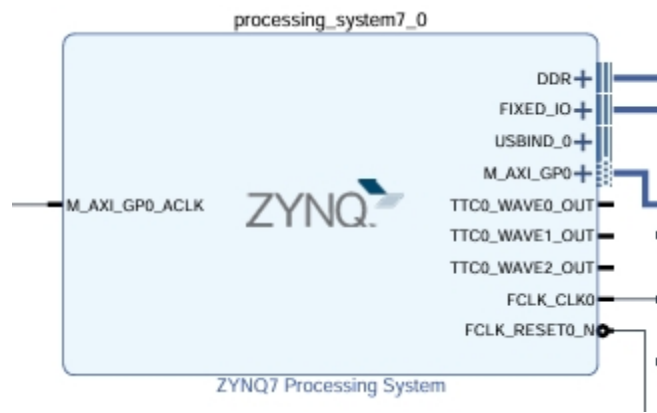 processing_system7_0
DDR
FIXED_IO
USBIND_0
M_AXI_GP0
M_AXI_GP0_ACLK
ZYNQ
TTC0_WAVE0_OUT
TTC0_WAVE1_OUT
TTC0_WAVE2_OUT
FCLK_CLK0
FCLK_RESET0_N
ZYNQ7 Processing System